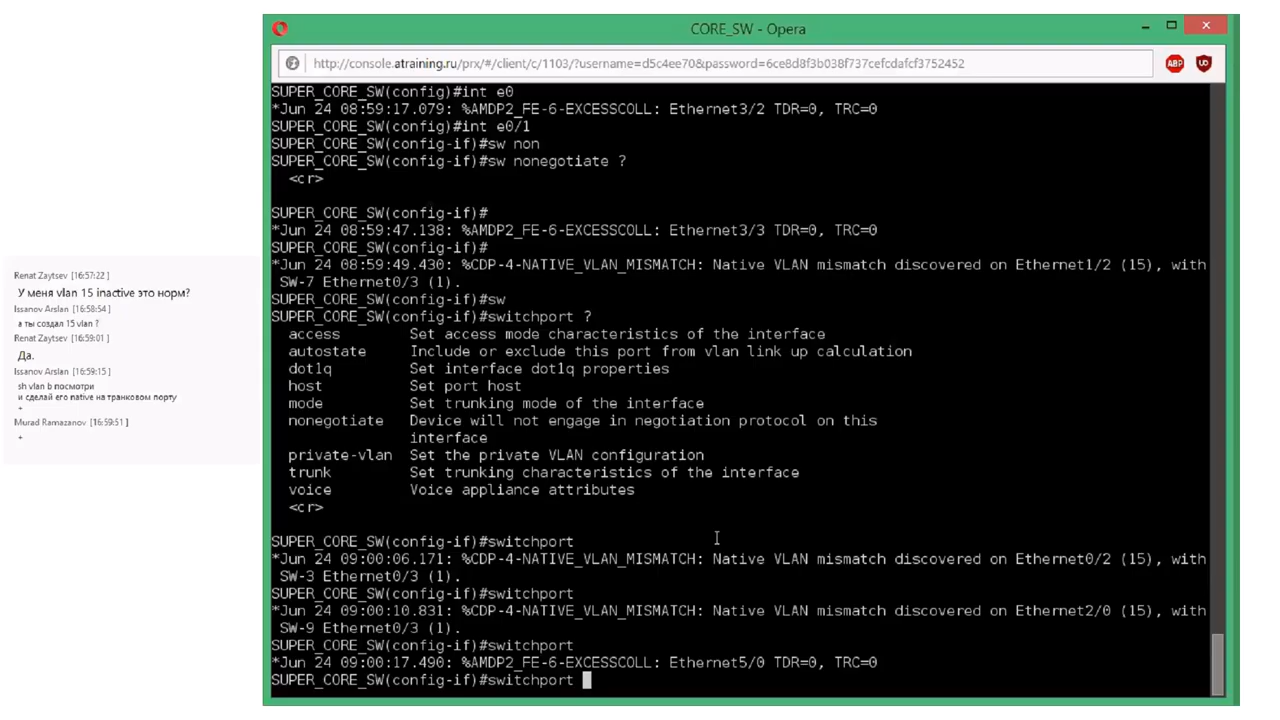 CORE_SW - Opera
http://console.atraining.ru/prx/#/client/c/1103/?username=d5c4ee70&password=6ce8d8f3b038f737cefcdafcf3752452
ABP
SUPER_CORE_SW(config)#int e0
*Jun 24 08:59:17.079: %AMDP2_FE-6-EXCESSCOLL: Ethernet3/2 TDR=0, TRC=0
SUPER_CORE_SW(config)#int e0/1
SUPER_CORE_SW(config-if)#sw non
SUPER_CORE_SW(config-if)#sw nonegotiate ?
<cr>
SUPER_CORE_SW(config-if)#
*Jun 24 08:59:47.138: %AMDP2_FE-6-EXCESSCOLL: Ethernet3/3 TDR=0, TRC=0
SUPER_CORE_SW(config-if)#
*Jun 24 08:59:49.430: %CDP-4-NATIVE_VLAN_MISMATCH: Native VLAN mismatch discovered on Ethernet1/2 (15), with
SW-7 Ethernet0/3 (1).
SUPER_CORE_SW(config-if)#sw
SUPER_CORE_SW(config-if)#switchport ?
access Set access mode characteristics of the interface
autostate Include or exclude this port from vlan link up calculation
dot1q Set interface dot1q properties
host Set port host
mode Set trunking mode of the interface
nonegotiate Device will not engage in negotiation protocol on this
interface
private-vlan Set the private VLAN configuration
trunk Set trunking characteristics of the interface
voice Voice appliance attributes
<cr>
SUPER_CORE_SW(config-if)#switchport
*Jun 24 09:00:06.171: %CDP-4-NATIVE_VLAN_MISMATCH: Native VLAN mismatch discovered on Ethernet0/2 (15), with
SW-3 Ethernet0/3 (1).
SUPER_CORE_SW(config-if)#switchport
*Jun 24 09:00:10.831: %CDP-4-NATIVE_VLAN_MISMATCH: Native VLAN mismatch discovered on Ethernet2/0 (15), with
SW-9 Ethernet0/3 (1).
SUPER_CORE_SW(config-if)#switchport
*Jun 24 09:00:17.490: %AMDP2_FE-6-EXCESSCOLL: Ethernet5/0 TDR=0, TRC=0
SUPER_CORE_SW(config-if)#switchport
Renat Zaytsev [16:57:22 ]
У меня vlan 15 inactive это норм?
Issanov Arslan [16:58:54 ]
а ты создал 15 vlan ?
Renat Zaytsev [16:59:01 ]
Да.
Issanov Arslan [16:59:15 ]
sh vlan b посмотри
и сделай его native на транковом порту
+
Murad Ramazanov [16:59:51 ]
+